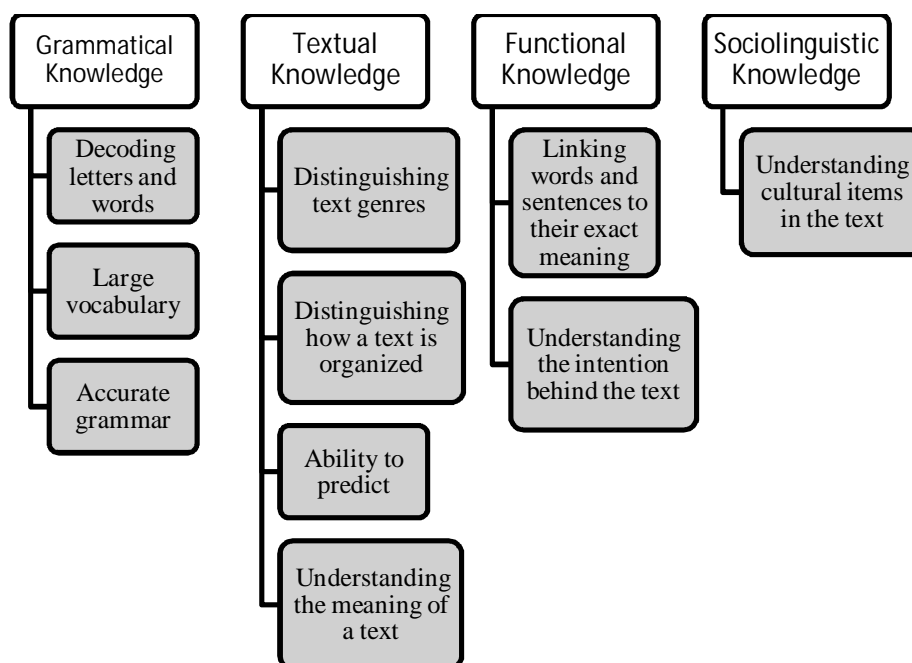 Grammatical
Knowledge
Decoding
letters and
words
Large
vocabulary
Accurate
grammar
Textual
Knowledge
Distinguishing
text genres
Distinguishing
how a text is
organized
Ability to
predict
Understanding
the meaning of
a text
Functional
Knowledge
Linking
words and
sentences to
their exact
meaning
Understanding
the intention
behind the text
Sociolinguistic
Knowledge
Understanding
cultural items
in the text